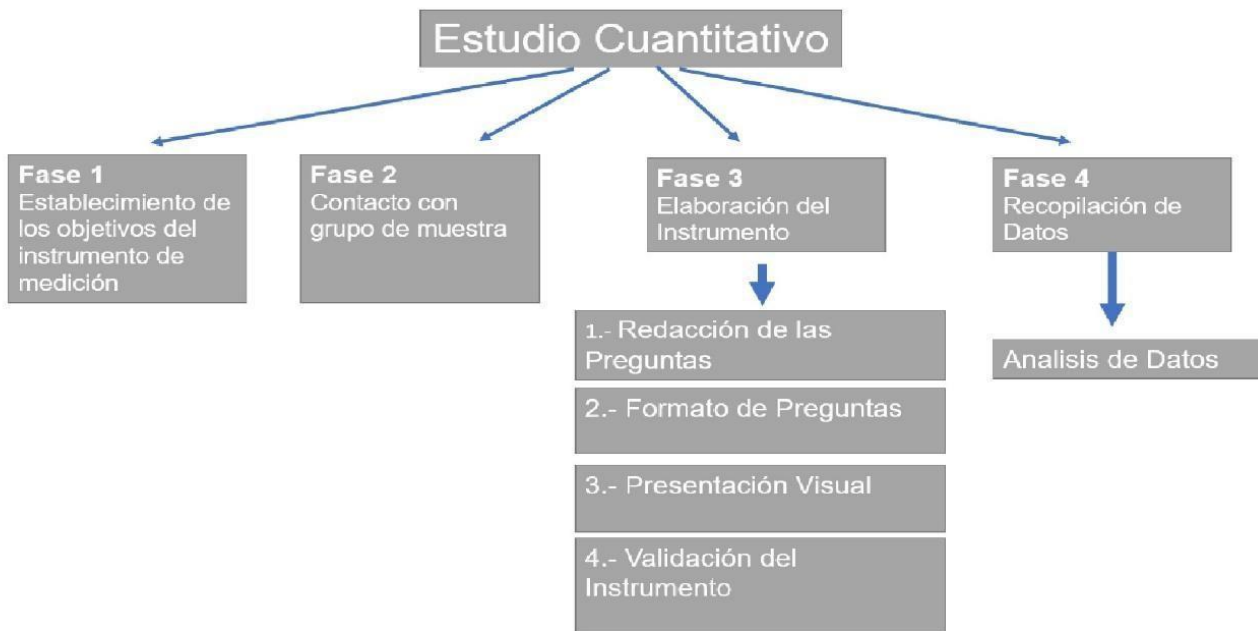 Estudio Cuantitativo
Fase 1
Establecimiento de
los objetivos del
instrumento de
medición
Fase 2
Contacto con
grupo de muestra
Fase 3
Elaboración del
Instrumento
Fase 4
Recopilación de
Datos
1.- Redacción de las
Preguntas
2.- Formato de Preguntas
3.- Presentación Visual
4.- Validación del
Instrumento
Analisis de Datos